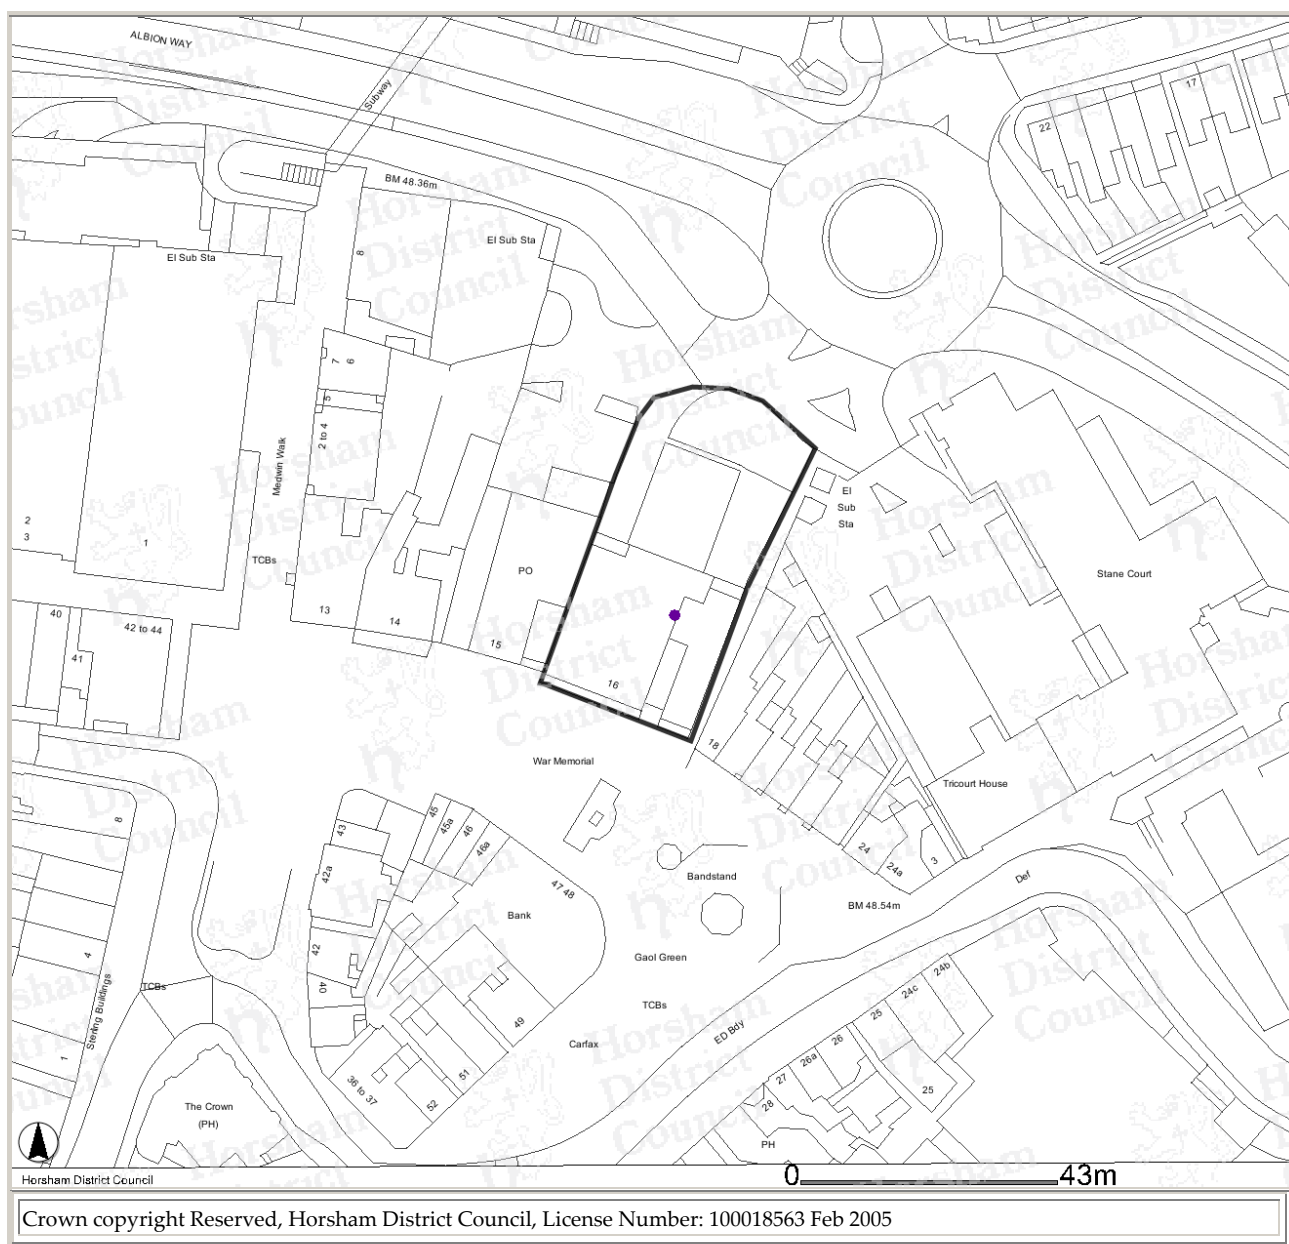 ALBION WAY
Subway
17
22
BM 48.36m
El Sub Sta
8
El Sub Sta
7
6
5
2 to 4
Medwin Walk
El
Sub
Sta
2
3
1
TCBs
PO
Stane Court
40
42 to 44
41
13
14
15
16
18
War Memorial
Tricourt House
8
43
45
45a
46
46a
42a
47 48
Bank
Bandstand
24
24a
3
Def
BM 48.54m
42
40
Gaol Green
4
TCBs
Sterling Buildings
1
TCBs
24b
24c
25
49
Carfax
ED Bdy
26
26a
27
28
25
36 to 37
51
52
The Crown
(PH)
PH
Horsham District Council
0
43m
Crown copyright Reserved, Horsham District Council, License Number: 100018563 Feb 2005
Horsham
District
Council